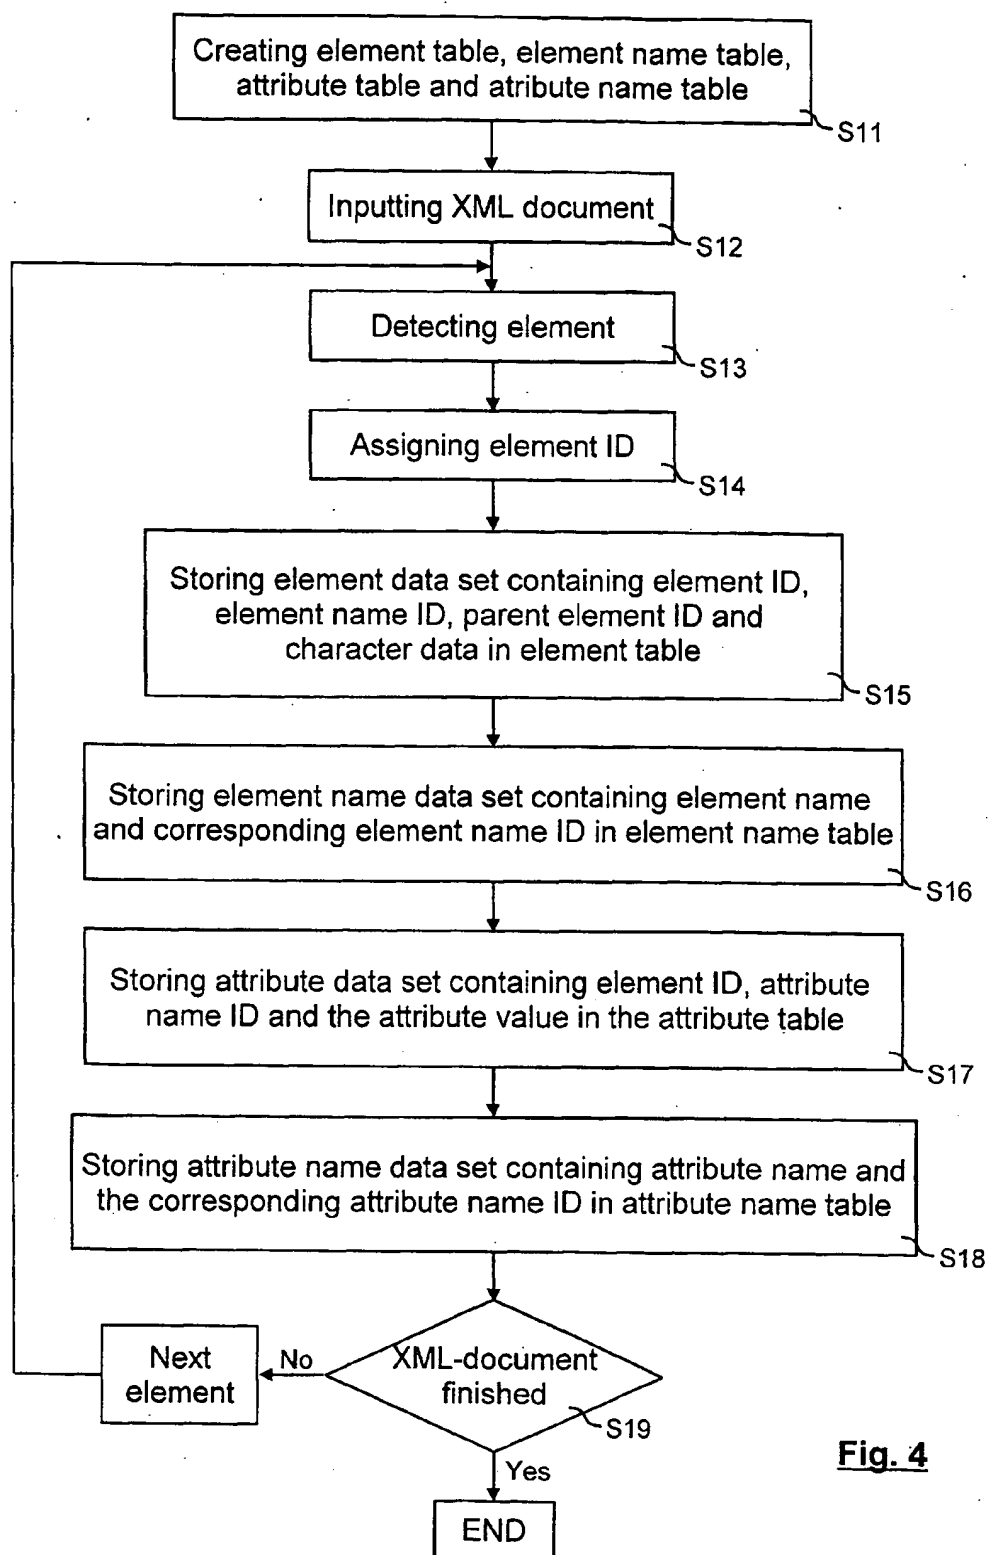 Creating element table, element name table,
attribute table and atribute name table
S11
Inputting XML document
S12
Detecting element
S13
Assigning element ID
S14
Storing element data set containing element ID,
element name ID, parent element ID and
character data in element table
S15
Storing element name data set containing element name
and corresponding element name ID in element name table
S16
Storing attribute data set containing element ID, attribute
name ID and the attribute value in the attribute table
S17
Storing attribute name data set containing attribute name and
the corresponding attribute name ID in attribute name table
S18
XML-document
finished
S19
No
Next
element
Yes
END
Fig. 4